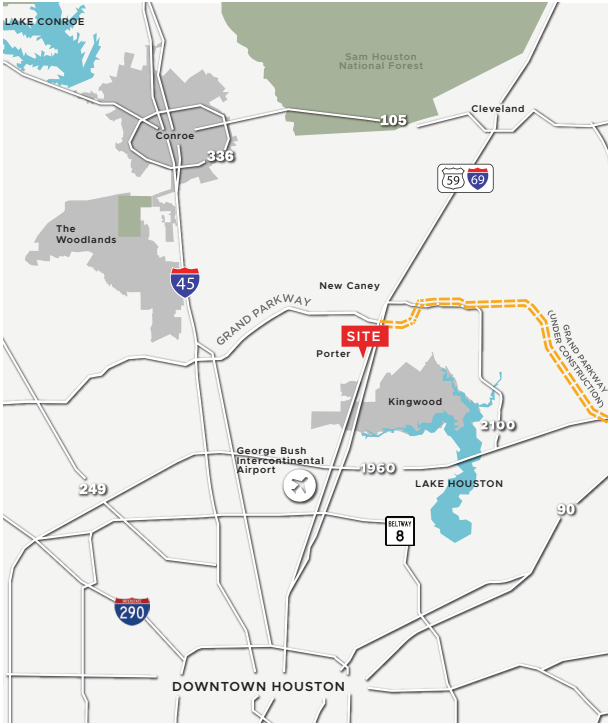 LAKE CONROE
Sam Houston
National Forest
Cleveland
105
Conroe
336
59
69
The
Woodlands
45
New Caney
GRAND PARKWAY
SITE
Porter
GRAND PARKWAY
(UNDER CONSTRUCTION)
Kingwood
2100
George Bush
Intercontinental
Airport
1960
LAKE HOUSTON
249
90
BELTWAY
8
290
DOWNTOWN HOUSTON